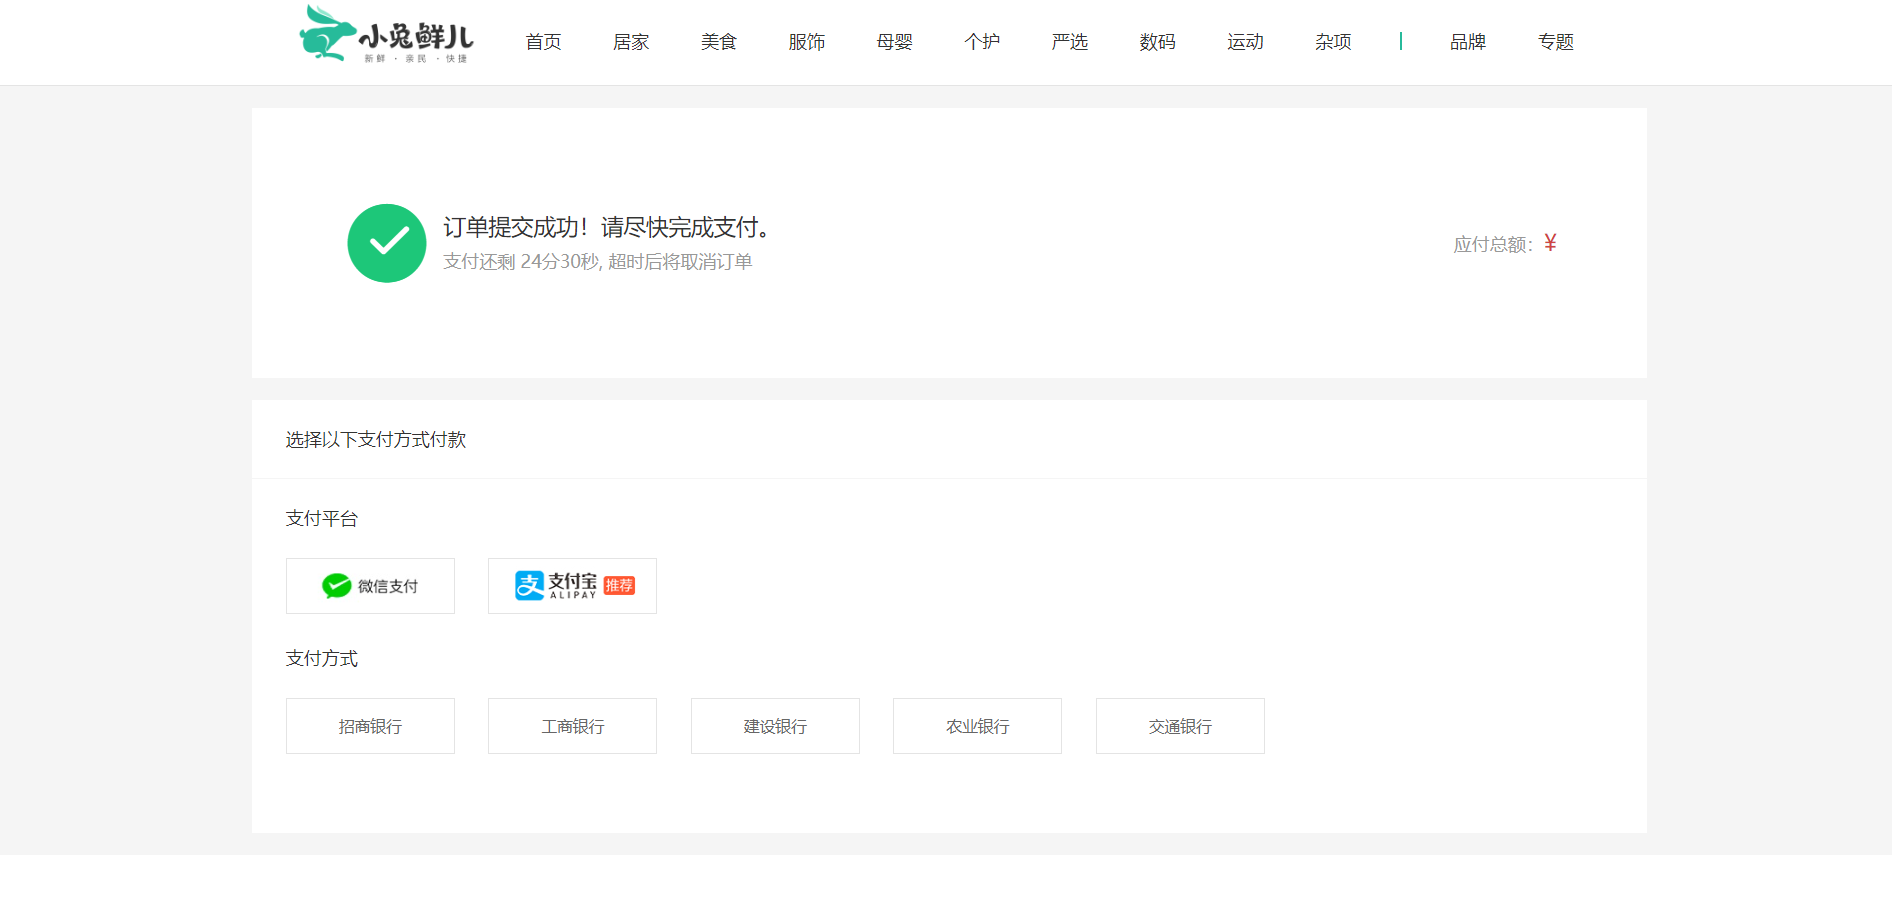 小兔鲜儿
新鲜 · 亲民 · 快捷
首页 居家 美食 服饰 母婴 个护 严选 数码 运动 杂项 | 品牌 专题
订单提交成功！请尽快完成支付。
支付还剩 24分30秒, 超时后将取消订单
应付总额：¥
选择以下支付方式付款
支付平台
微信支付 支付宝 ALIPAY 推荐
支付方式
招商银行 工商银行 建设银行 农业银行 交通银行